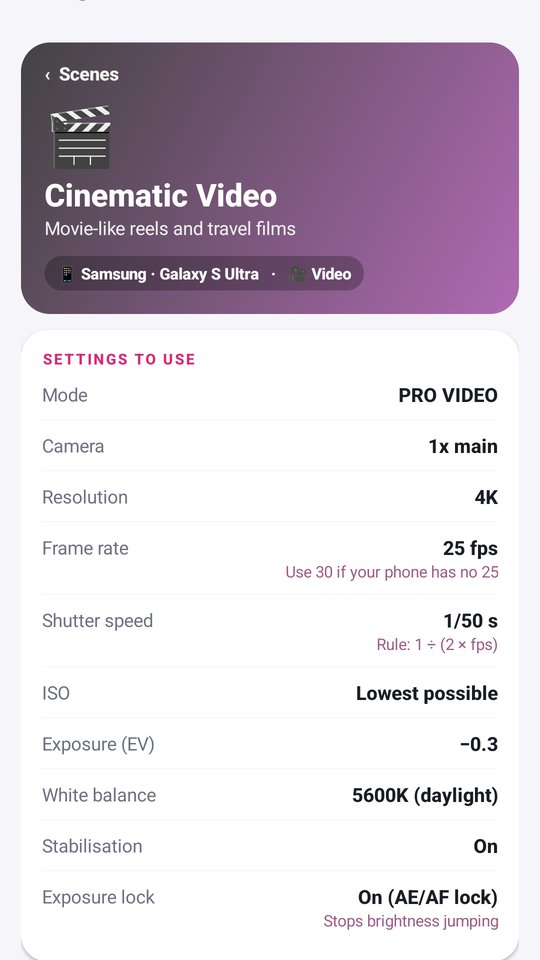 ‹ Scenes
Cinematic Video
Movie-like reels and travel films
Samsung · Galaxy S Ultra · Video
SETTINGS TO USE
Mode PRO VIDEO
Camera 1x main
Resolution 4K
Frame rate 25 fps
Use 30 if your phone has no 25
Shutter speed 1/50 s
Rule: 1 ÷ (2 × fps)
ISO Lowest possible
Exposure (EV) −0.3
White balance 5600K (daylight)
Stabilisation On
Exposure lock On (AE/AF lock)
Stops brightness jumping